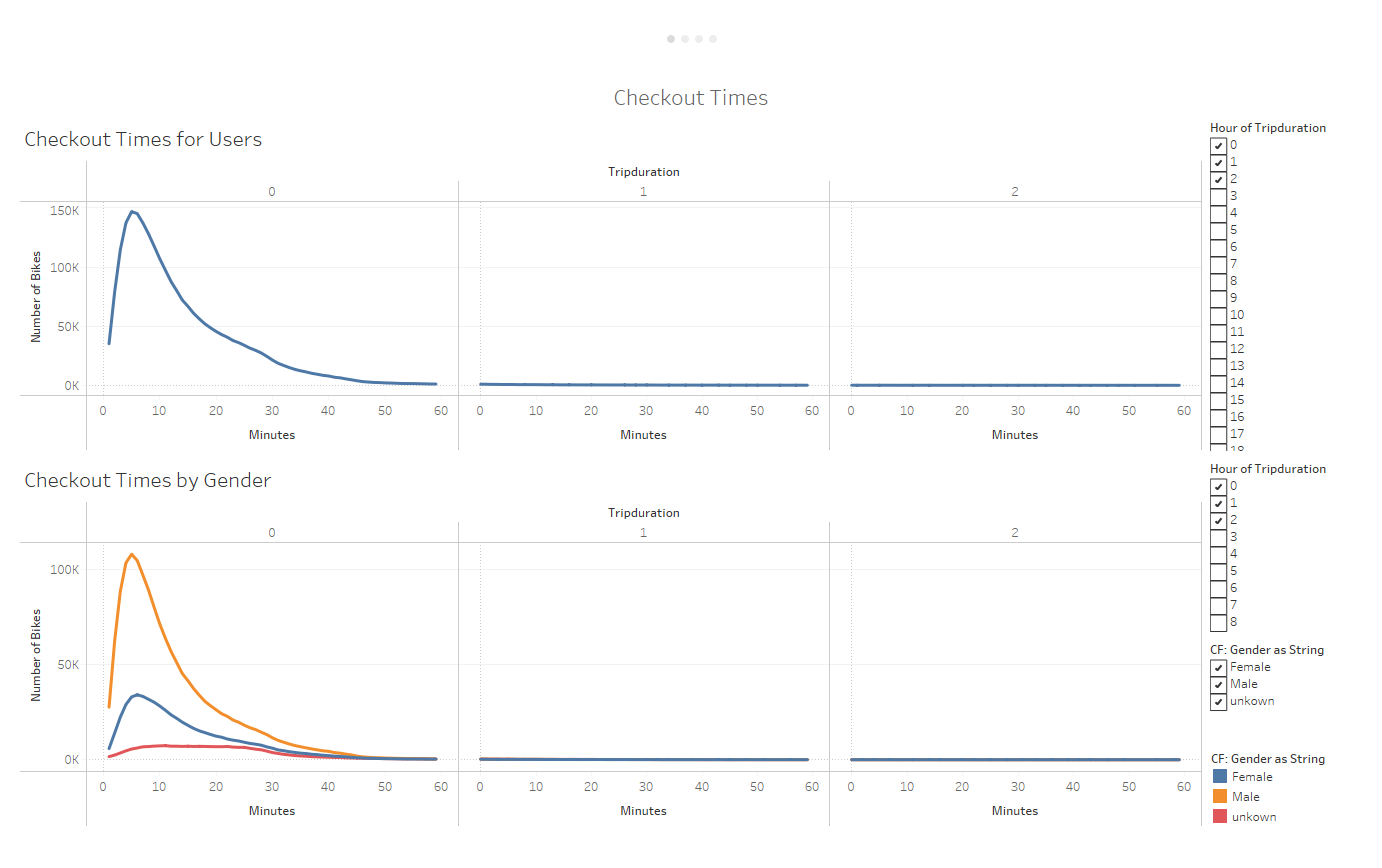 Checkout Times
Checkout Times for Users
Tripduration
0 1 2
150K
100K
50K
0K
Number of Bikes
0 10 20 30 40 50 60 0 10 20 30 40 50 60 0 10 20 30 40 50 60
Minutes Minutes Minutes
Hour of Tripduration
0
1
2
3
4
5
6
7
8
9
10
11
12
13
14
15
16
17
Checkout Times by Gender
Tripduration
0 1 2
100K
50K
0K
Number of Bikes
0 10 20 30 40 50 60 0 10 20 30 40 50 60 0 10 20 30 40 50 60
Minutes Minutes Minutes
Hour of Tripduration
0
1
2
3
4
5
6
7
8
CF: Gender as String
Female
Male
unkown
CF: Gender as String
Female
Male
unkown